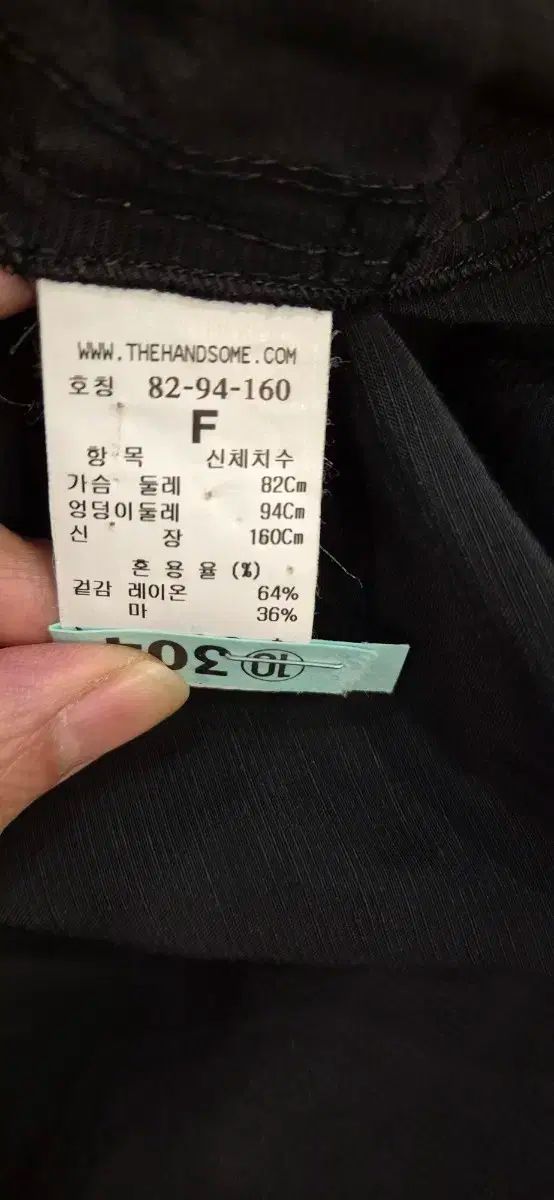 WWW.THEHANDSOME.COM
호칭 82-94-160
F
항 목 신체치수
가슴 둘레 82Cm
엉덩이둘레 94Cm
신 장 160Cm
혼 용 율 (%)
겉감 레이온 64%
마 36%
10